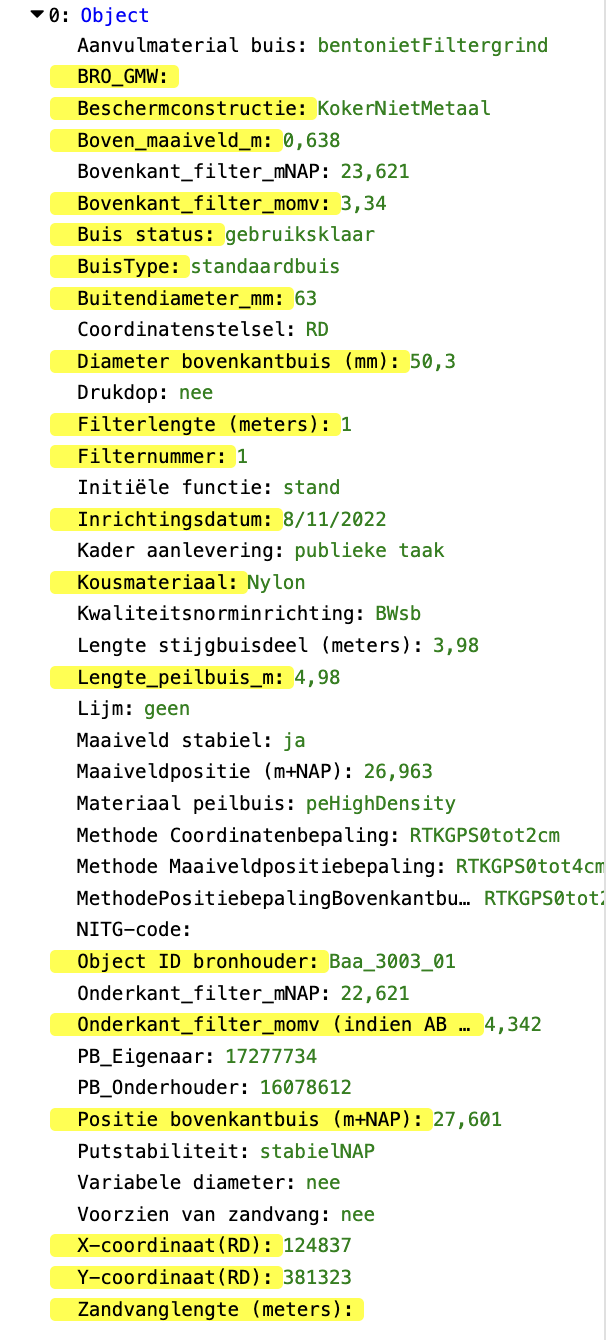 0: Object
Aanvulmateriaal buis: bentonietFiltergrind
BRO_GMW:
Beschermconstructie: KokerNietMetaal
Boven_maaiveld_m: 0,638
Bovenkant_filter_mNAP: 23,621
Bovenkant_filter_momv: 3,34
Buis status: gebruiksklaar
BuisType: standaardbuis
Buitendiameter_mm: 63
Coordinatenstelsel: RD
Diameter bovenkantbuis (mm): 50,3
Drukdop: nee
Filterlengte (meters): 1
Filternummer: 1
Initiële functie: stand
Inrichtingsdatum: 8/11/2022
Kader aanlevering: publieke taak
Kousmateriaal: Nylon
Kwaliteitsnorminrichting: BWsb
Lengte stijgbuisdeel (meters): 3,98
Lengte_peilbuis_m: 4,98
Lijm: geen
Maaiveld stabiel: ja
Maaiveldpositie (m+NAP): 26,963
Materiaal peilbuis: peHighDensity
Methode Coordinatenbepaling: RTKGPS0tot2cm
Methode Maaiveldpositiebepaling: RTKGPS0tot4cm
MethodePositiebepalingBovenkantbu… RTKGPS0tot2
NITG-code:
Object ID bronhouder: Baa_3003_01
Onderkant_filter_mNAP: 22,621
Onderkant_filter_momv (indien AB … 4,342
PB_Eigenaar: 17277734
PB_Onderhouder: 16078612
Positie bovenkantbuis (m+NAP): 27,601
Putstabiliteit: stabielNAP
Variabele diameter: nee
Voorzien van zandvang: nee
X-coordinaat(RD): 124837
Y-coordinaat(RD): 381323
Zandvanglengte (meters):